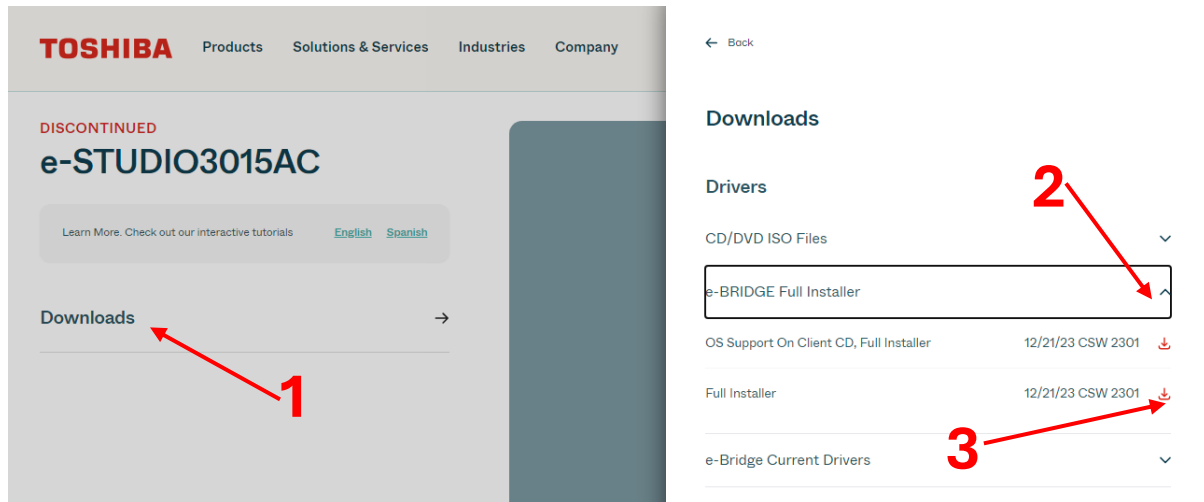 TOSHIBA Products Solutions & Services Industries Company
DISCONTINUED
e-STUDIO3015AC
Learn More. Check out our interactive tutorials English Spanish
Downloads
1
Back
Downloads
Drivers
2
CD/DVD ISO Files
e-BRIDGE Full Installer
OS Support On Client CD, Full Installer 12/21/23 CSW 2301
Full Installer 12/21/23 CSW 2301
3
e-Bridge Current Drivers